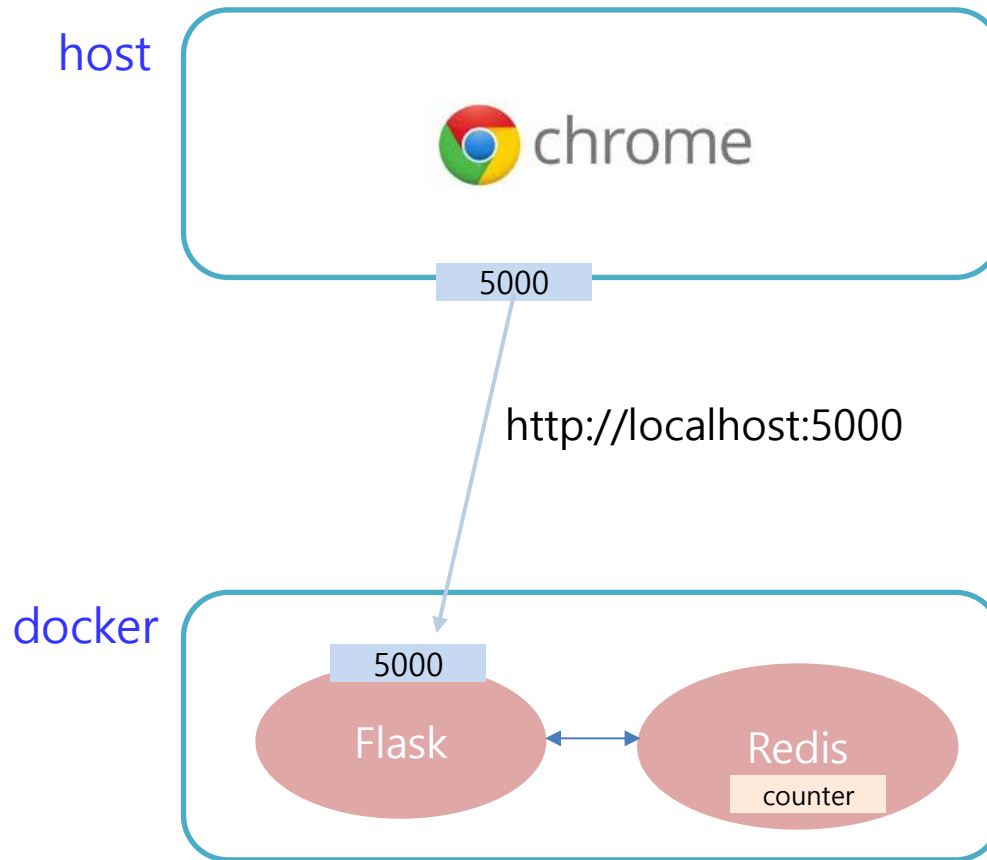 host
chrome
5000
http://localhost:5000
docker
5000
Flask
Redis
counter